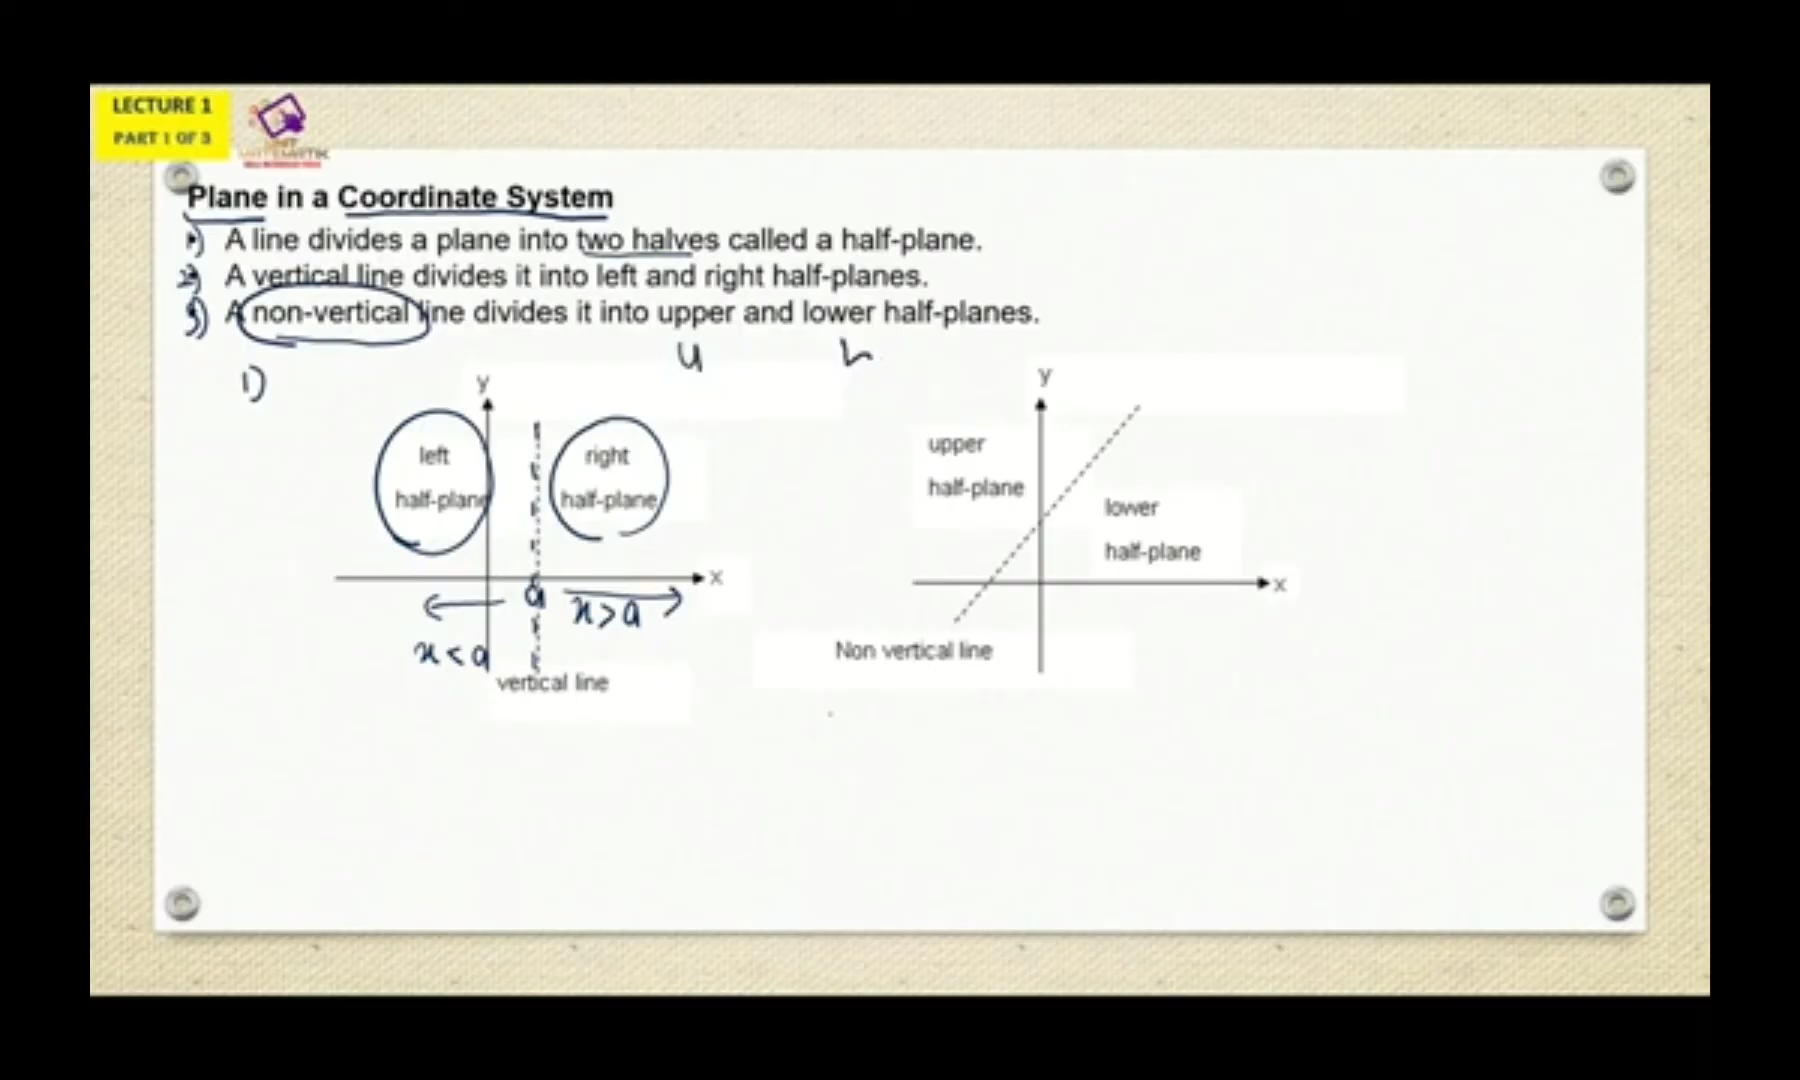 LECTURE 1
PART 1 OF 3
Plane in a Coordinate System
1) A line divides a plane into two halves called a half-plane.
2) A vertical line divides it into left and right half-planes.
3) A non-vertical line divides it into upper and lower half-planes.
u L
1)
y
left
half-plane
right
half-plane
x
a
x > a
x < a
vertical line
y
upper
half-plane
lower
half-plane
x
Non vertical line